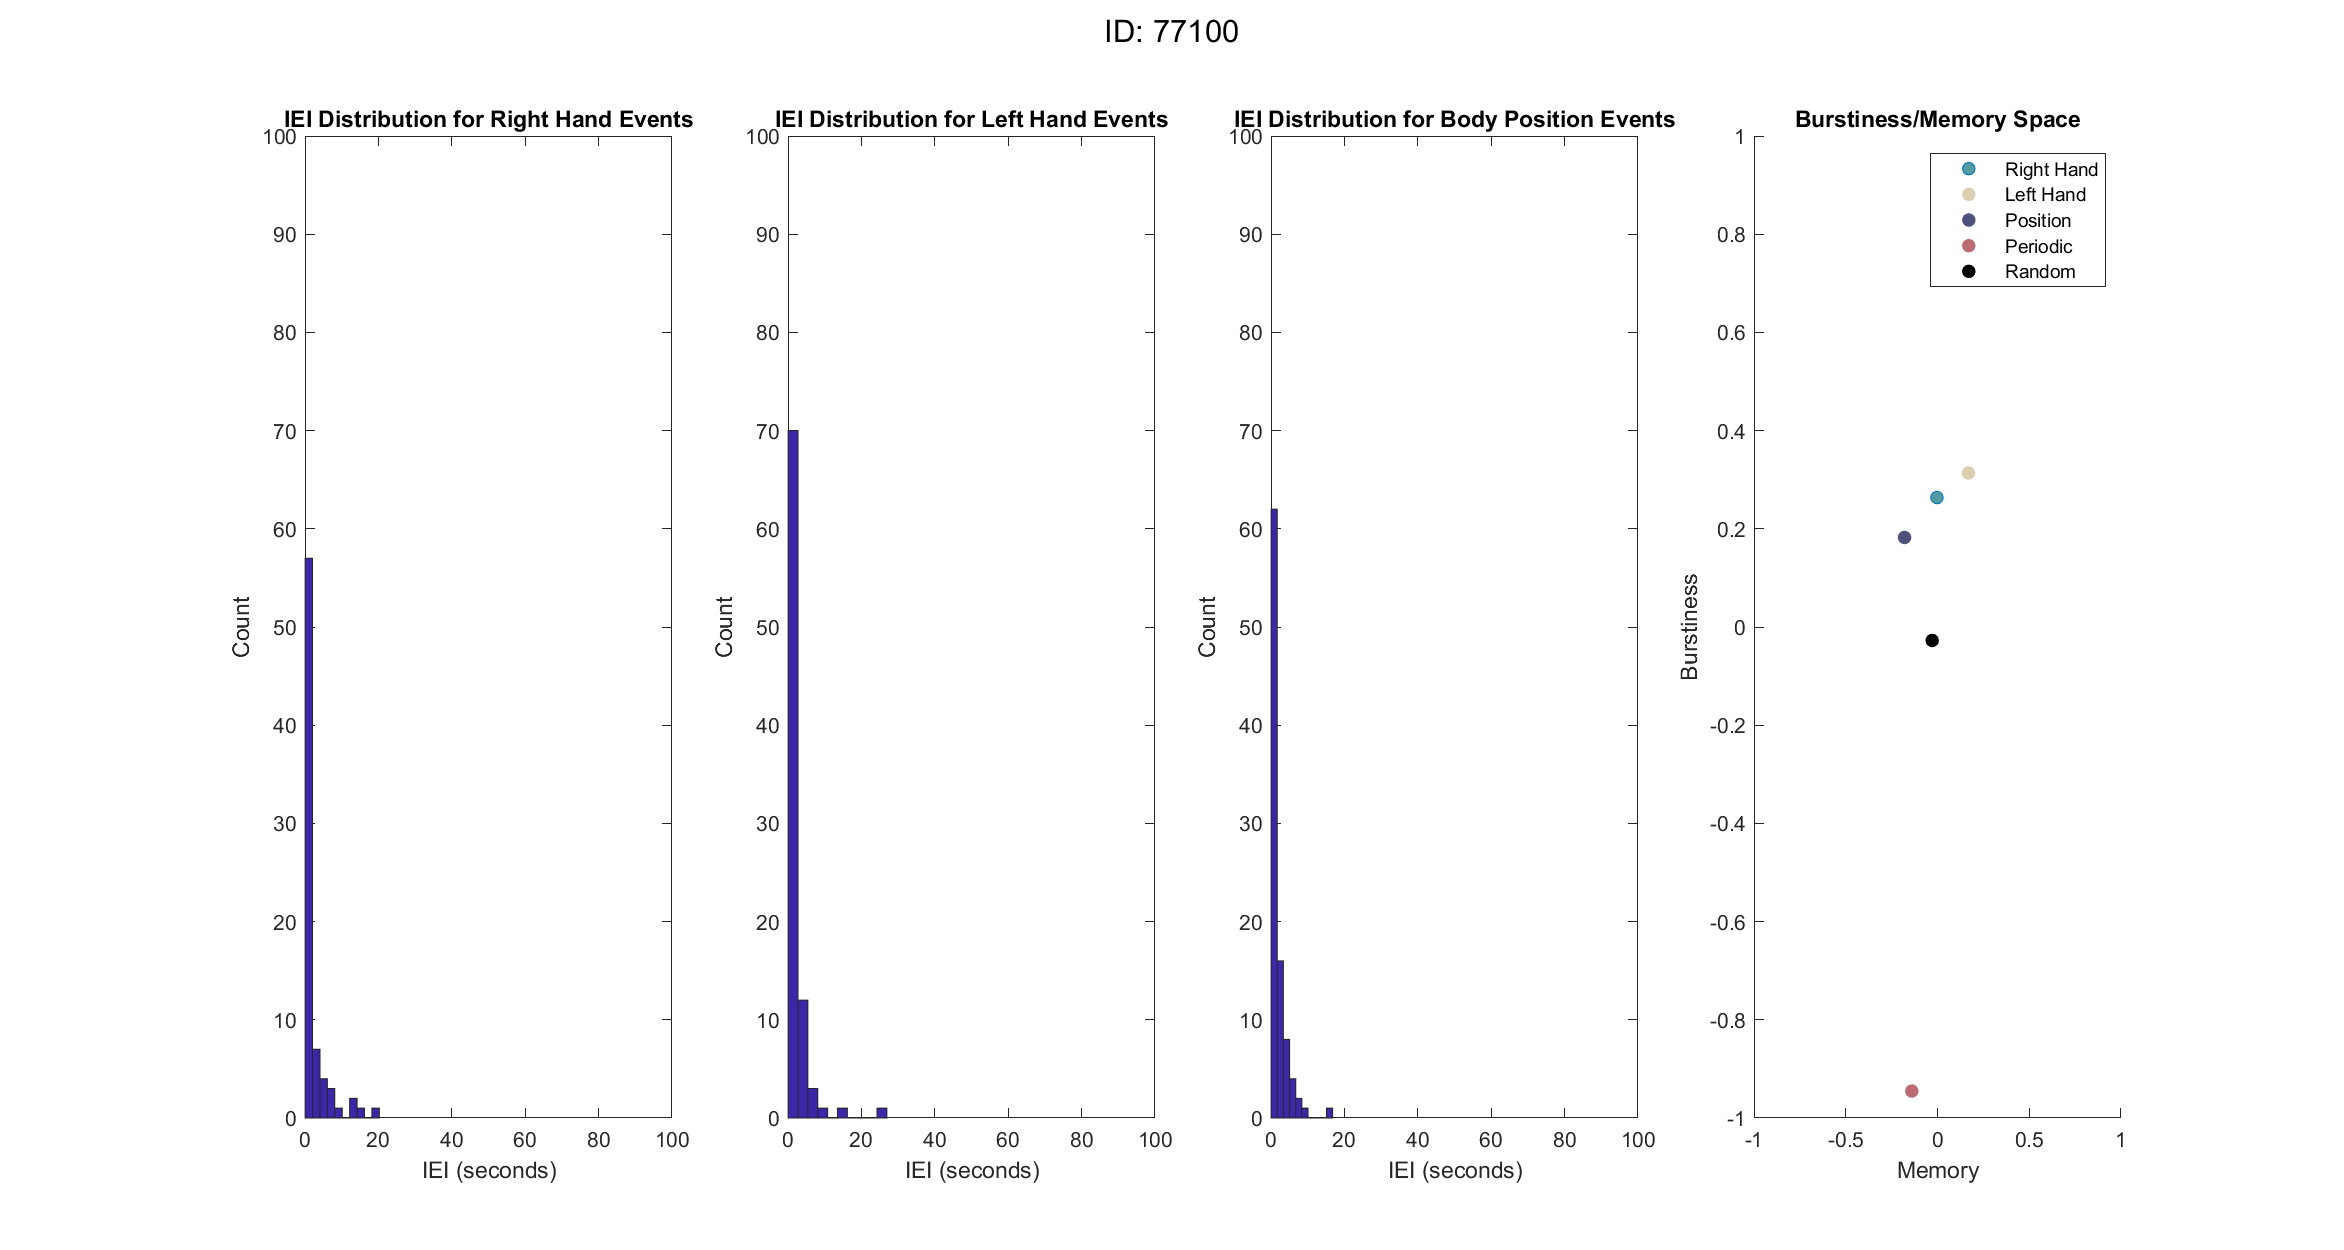 ID: 77100
IEI Distribution for Right Hand Events
100
90
80
70
60
50
40
30
20
10
0
Count
0 20 40 60 80 100
IEI (seconds)
IEI Distribution for Left Hand Events
100
90
80
70
60
50
40
30
20
10
0
Count
0 20 40 60 80 100
IEI (seconds)
IEI Distribution for Body Position Events
100
90
80
70
60
50
40
30
20
10
0
Count
0 20 40 60 80 100
IEI (seconds)
Burstiness/Memory Space
Right Hand
Left Hand
Position
Periodic
Random
1
0.8
0.6
0.4
0.2
0
-0.2
-0.4
-0.6
-0.8
-1
Burstiness
-1 -0.5 0 0.5 1
Memory